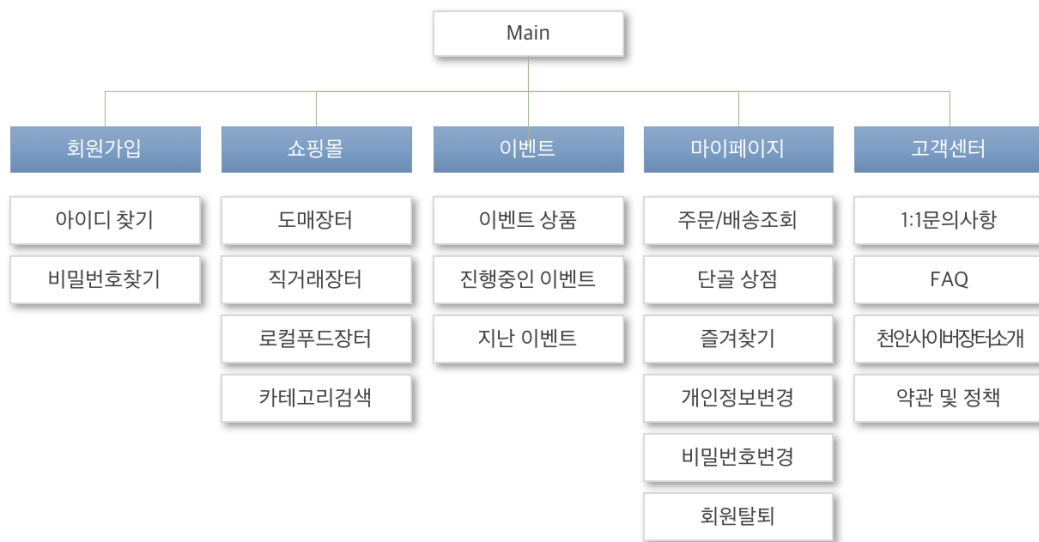 Main
회원가입
쇼핑몰
이벤트
마이페이지
고객센터
아이디 찾기
도매장터
이벤트 상품
주문/배송조회
1:1문의사항
비밀번호찾기
직거래장터
진행중인 이벤트
단골 상점
FAQ
로컬푸드장터
지난 이벤트
즐겨찾기
천안사이버장터소개
카테고리검색
개인정보변경
약관 및 정책
비밀번호변경
회원탈퇴